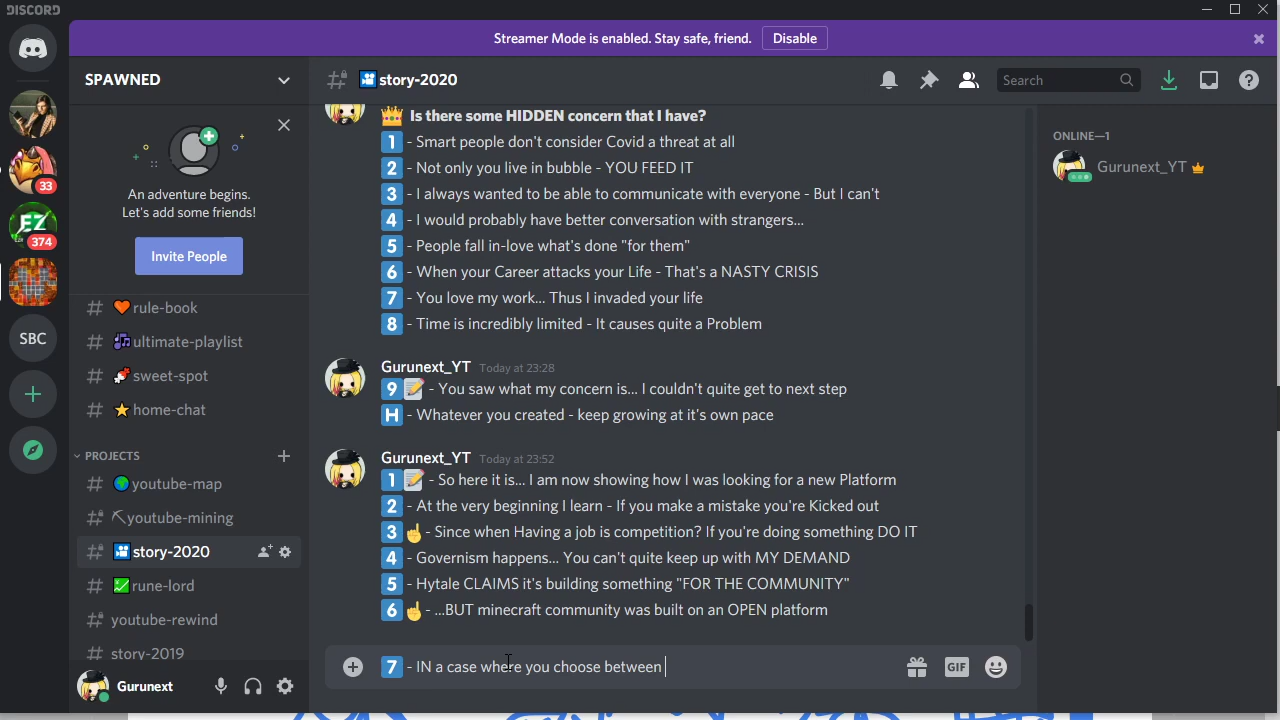 DISCORD
Streamer Mode is enabled. Stay safe, friend. Disable
SPAWNED
story-2020
Search
33
EZ
374
SBC
An adventure begins.
Let's add some friends!
Invite People
rule-book
ultimate-playlist
sweet-spot
home-chat
PROJECTS
youtube-map
youtube-mining
story-2020
rune-lord
youtube-rewind
story-2019
Gurunext
Is there some HIDDEN concern that I have?
1 - Smart people don't consider Covid a threat at all
2 - Not only you live in bubble - YOU FEED IT
3 - I always wanted to be able to communicate with everyone - But I can't
4 - I would probably have better conversation with strangers...
5 - People fall in-love what's done "for them"
6 - When your Career attacks your Life - That's a NASTY CRISIS
7 - You love my work... Thus I invaded your life
8 - Time is incredibly limited - It causes quite a Problem
Gurunext_YT Today at 23:28
9 - You saw what my concern is... I couldn't quite get to next step
H - Whatever you created - keep growing at it's own pace
Gurunext_YT Today at 23:52
1 - So here it is... I am now showing how I was looking for a new Platform
2 - At the very beginning I learn - If you make a mistake you're Kicked out
3 - Since when Having a job is competition? If you're doing something DO IT
4 - Governism happens... You can't quite keep up with MY DEMAND
5 - Hytale CLAIMS it's building something "FOR THE COMMUNITY"
6 - ...BUT minecraft community was built on an OPEN platform
7 - IN a case where you choose between
GIF
ONLINE—1
Gurunext_YT